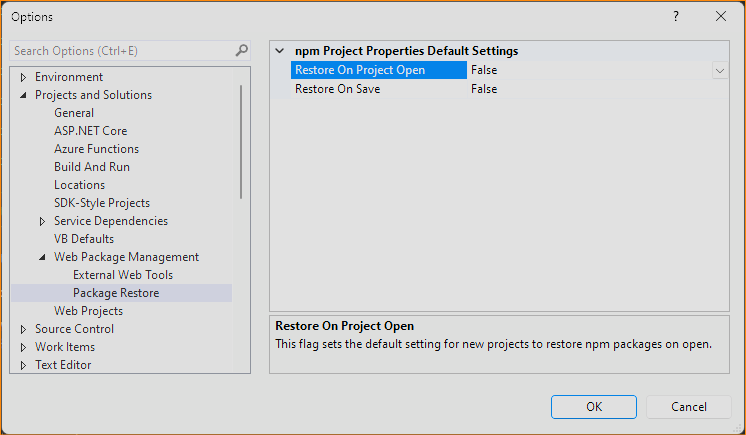 Options
?
Search Options (Ctrl+E)
Environment
Projects and Solutions
General
ASP.NET Core
Azure Functions
Build And Run
Locations
SDK-Style Projects
Service Dependencies
VB Defaults
Web Package Management
External Web Tools
Package Restore
Web Projects
Source Control
Work Items
Text Editor
npm Project Properties Default Settings
Restore On Project Open False
Restore On Save False
Restore On Project Open
This flag sets the default setting for new projects to restore npm packages on open.
OK Cancel